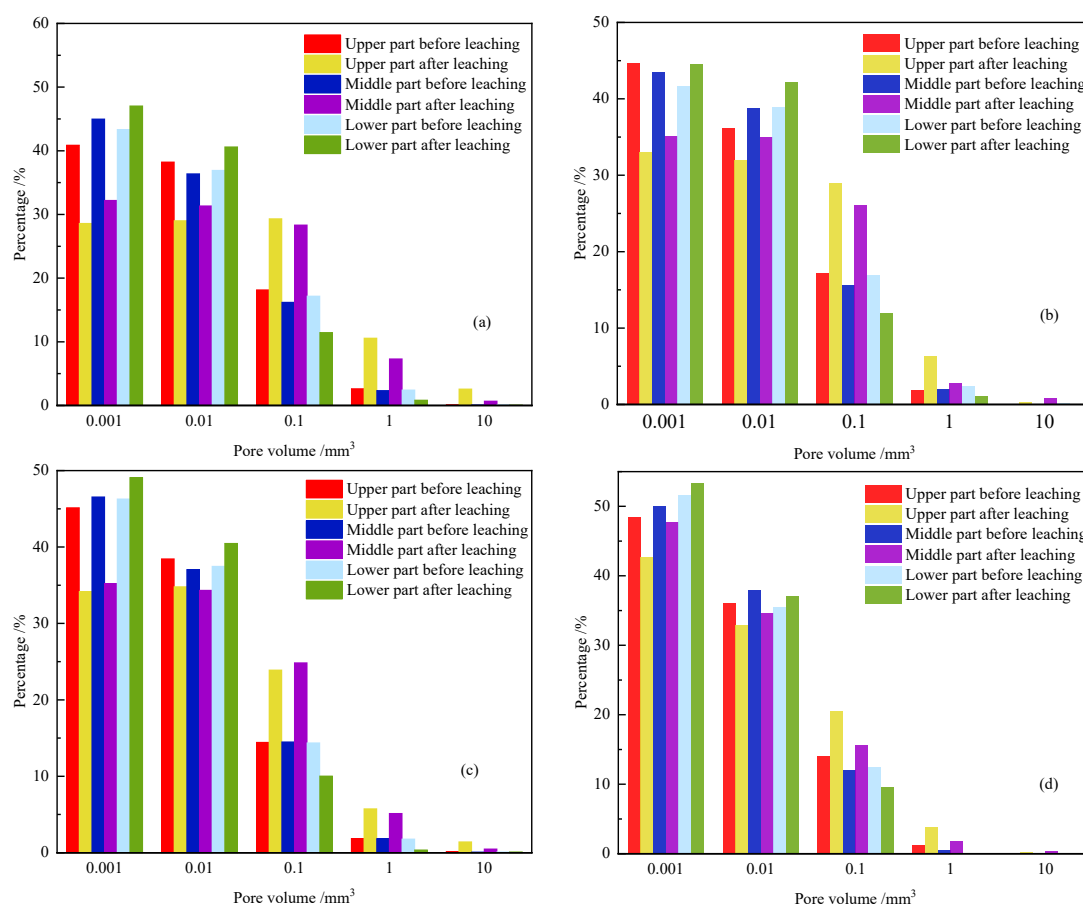 60
50
40
30
20
10
0
Percentage /%
Upper part before leaching
Upper part after leaching
Middle part before leaching
Middle part after leaching
Lower part before leaching
Lower part after leaching
(a)
0.001 0.01 0.1 1 10
Pore volume /mm³
50
40
30
20
10
0
Percentage /%
Upper part before leaching
Upper part after leaching
Middle part before leaching
Middle part after leaching
Lower part before leaching
Lower part after leaching
(b)
0.001 0.01 0.1 1 10
Pore volume /mm³
50
40
30
20
10
0
Percentage /%
Upper part before leaching
Upper part after leaching
Middle part before leaching
Middle part after leaching
Lower part before leaching
Lower part after leaching
(c)
0.001 0.01 0.1 1 10
Pore volume /mm³
50
40
30
20
10
0
Percentage /%
Upper part before leaching
Upper part after leaching
Middle part before leaching
Middle part after leaching
Lower part before leaching
Lower part after leaching
(d)
0.001 0.01 0.1 1 10
Pore volume /mm³